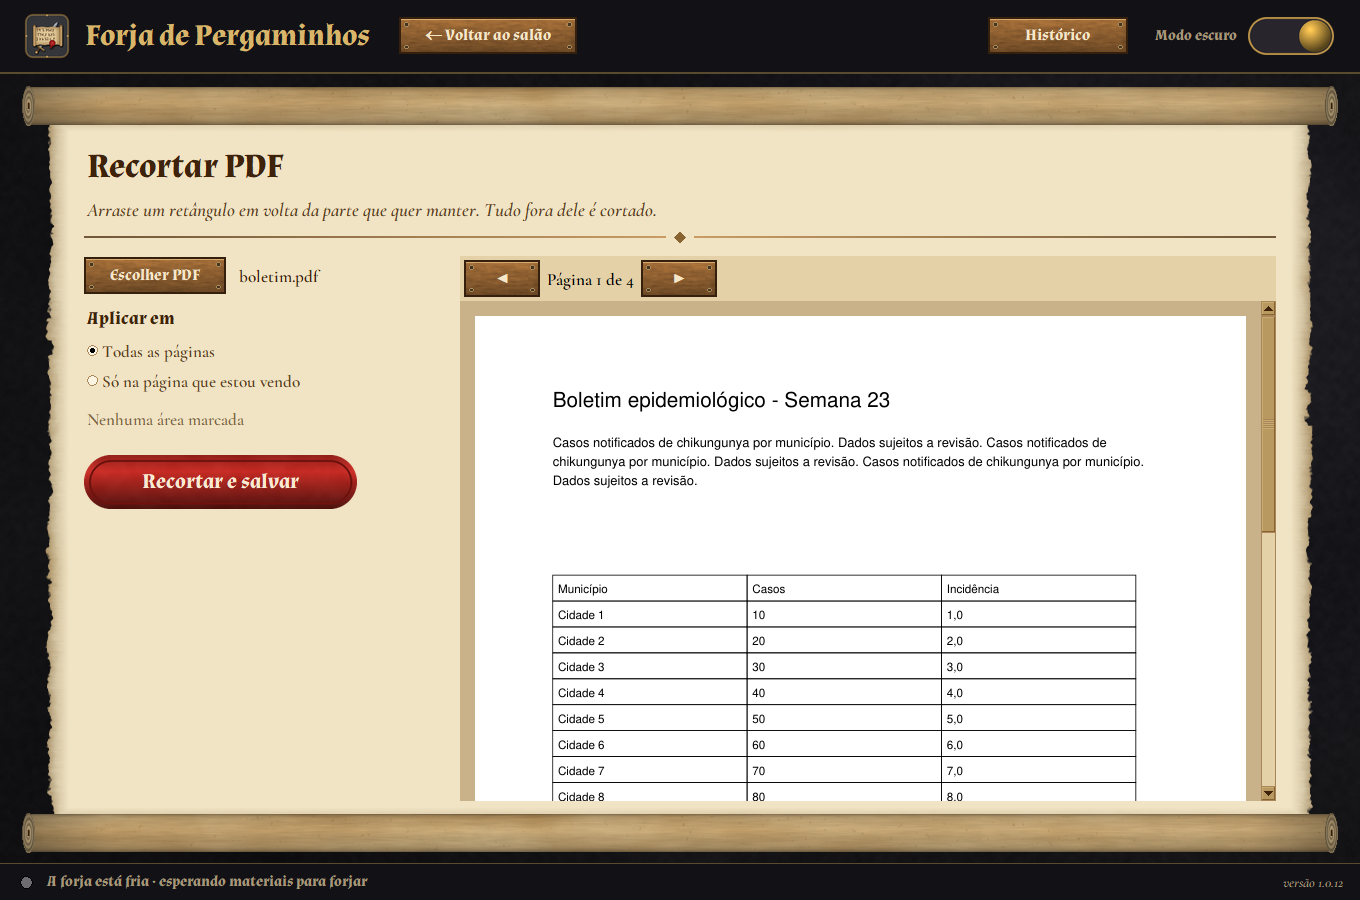 Forja de Pergaminhos
← Voltar ao salão
Histórico
Modo escuro
Recortar PDF
Arraste um retângulo em volta da parte que quer manter. Tudo fora dele é cortado.
Escolher PDF
boletim.pdf
Aplicar em
Todas as páginas
Só na página que estou vendo
Nenhuma área marcada
Recortar e salvar
◄ Página 1 de 4 ►
Boletim epidemiológico - Semana 23
Casos notificados de chikungunya por município. Dados sujeitos a revisão. Casos notificados de
chikungunya por município. Dados sujeitos a revisão. Casos notificados de chikungunya por município.
Dados sujeitos a revisão.
Município Casos Incidência
Cidade 1 10 1,0
Cidade 2 20 2,0
Cidade 3 30 3,0
Cidade 4 40 4,0
Cidade 5 50 5,0
Cidade 6 60 6,0
Cidade 7 70 7,0
Cidade 8 80 8,0
A forja está fria · esperando materiais para forjar
versão 1.0.12